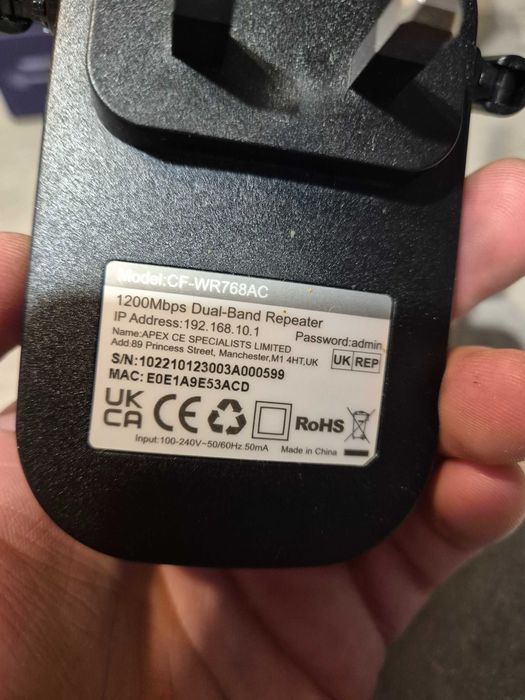 Model:CF-WR768AC
1200Mbps Dual-Band Repeater
IP Address:192.168.10.1 Password:admin
Name:APEX CE SPECIALISTS LIMITED
Add:89 Princess Street, Manchester,M1 4HT,UK
UK REP
S/N:102210123003A000599
MAC: E0E1A9E53ACD
UK
CA CE RoHS
Input:100-240V~50/60Hz 50mA Made in China